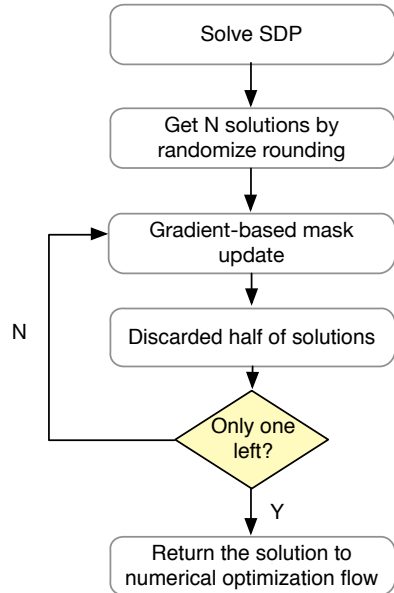 Solve SDP
Get N solutions by
randomize rounding
Gradient-based mask
update
Discarded half of solutions
N
Only one
left?
Y
Return the solution to
numerical optimization flow